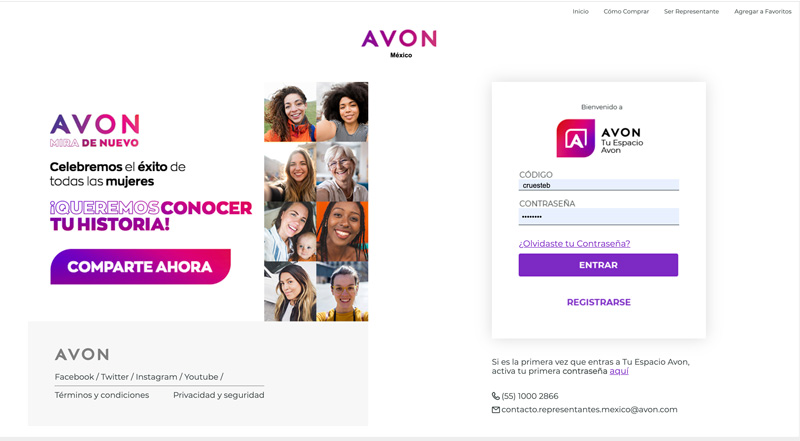 Inicio Cómo Comprar Ser Representante Agregar a Favoritos
AVON
México
AVON
MIRA DE NUEVO
Celebremos el éxito de
todas las mujeres
¡QUEREMOS CONOCER
TU HISTORIA!
COMPARTE AHORA
AVON
Facebook / Twitter / Instagram / Youtube /
Términos y condiciones Privacidad y seguridad
Bienvenido a
AVON
Tu Espacio
Avon
CÓDIGO
cruesteb
CONTRASEÑA
••••••••
¿Olvidaste tu Contraseña?
ENTRAR
REGISTRARSE
Si es la primera vez que entras a Tu Espacio Avon,
activa tu primera contraseña aquí
(55) 1000 2866
contacto.representantes.mexico@avon.com